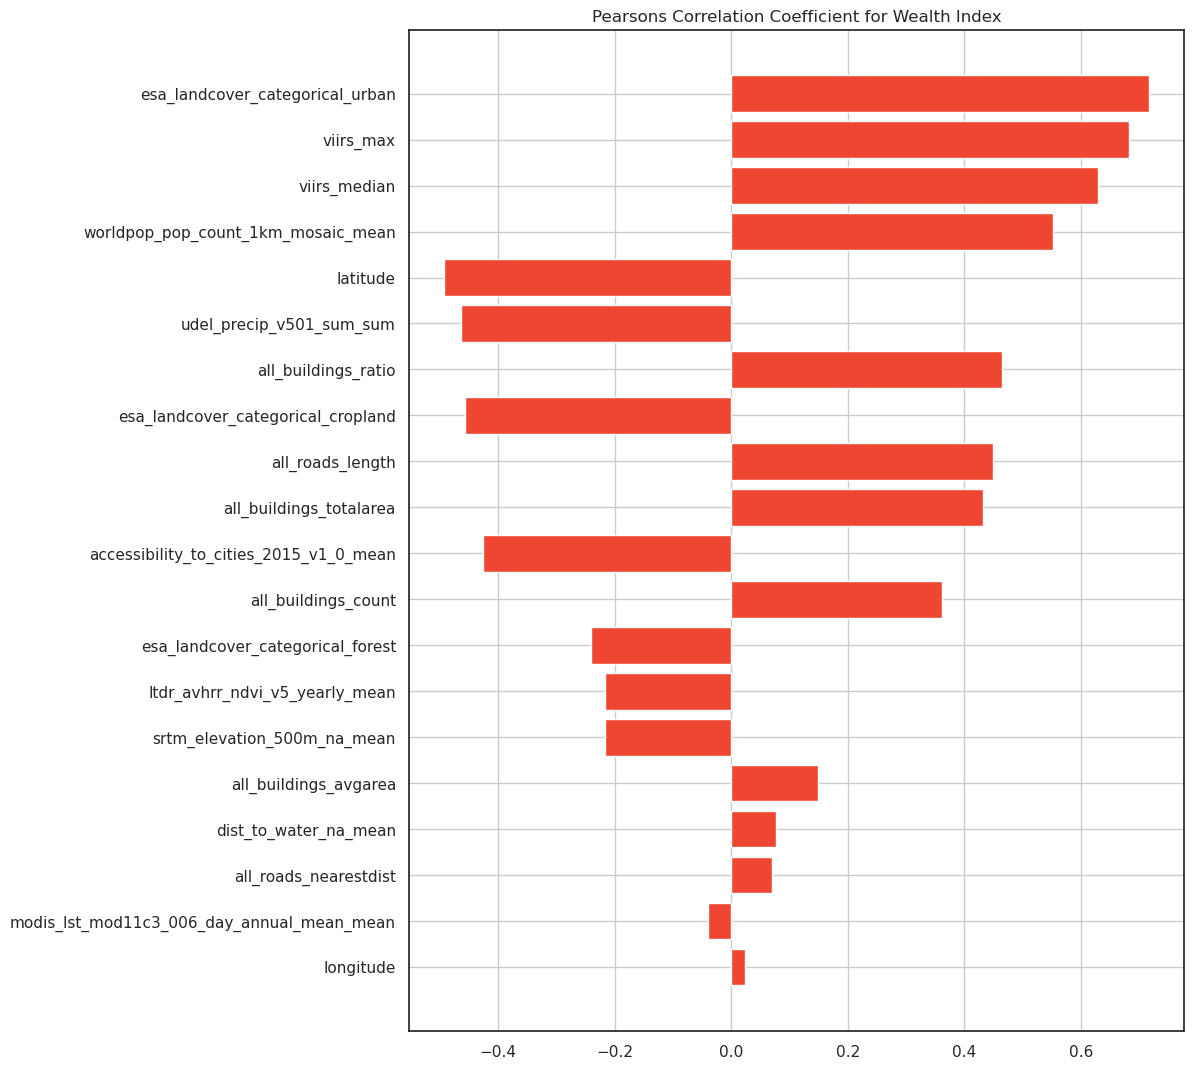 Pearsons Correlation Coefficient for Wealth Index
esa_landcover_categorical_urban
viirs_max
viirs_median
worldpop_pop_count_1km_mosaic_mean
latitude
udel_precip_v501_sum_sum
all_buildings_ratio
esa_landcover_categorical_cropland
all_roads_length
all_buildings_totalarea
accessibility_to_cities_2015_v1_0_mean
all_buildings_count
esa_landcover_categorical_forest
ltdr_avhrr_ndvi_v5_yearly_mean
srtm_elevation_500m_na_mean
all_buildings_avgarea
dist_to_water_na_mean
all_roads_nearestdist
modis_lst_mod11c3_006_day_annual_mean_mean
longitude
−0.4 −0.2 0.0 0.2 0.4 0.6